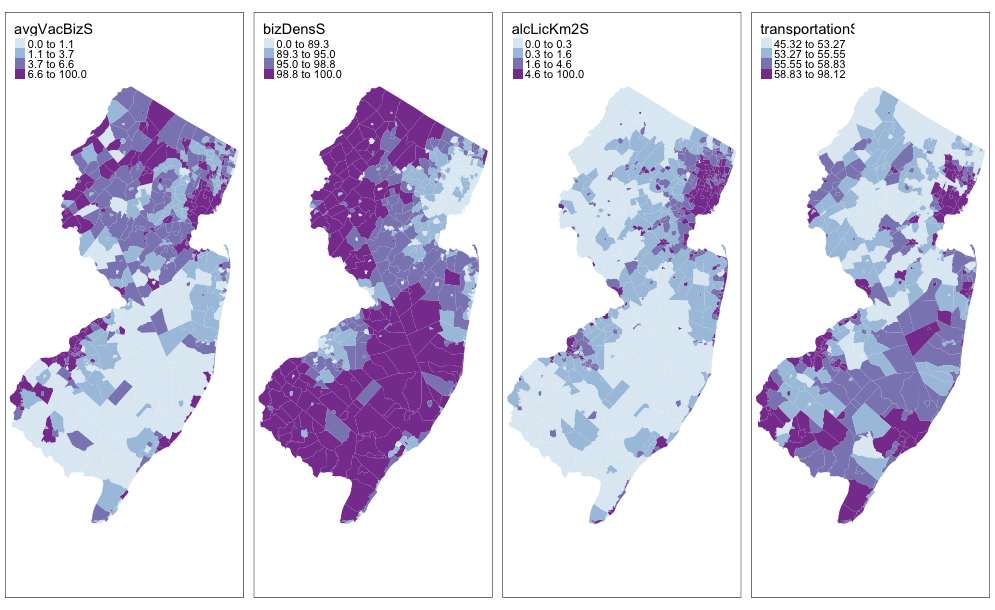 avgVacBizS
0.0 to 1.1
1.1 to 3.7
3.7 to 6.6
6.6 to 100.0
bizDensS
0.0 to 89.3
89.3 to 95.0
95.0 to 98.8
98.8 to 100.0
alcLicKm2S
0.0 to 0.3
0.3 to 1.6
1.6 to 4.6
4.6 to 100.0
transportationS
45.32 to 53.27
53.27 to 55.55
55.55 to 58.83
58.83 to 98.12